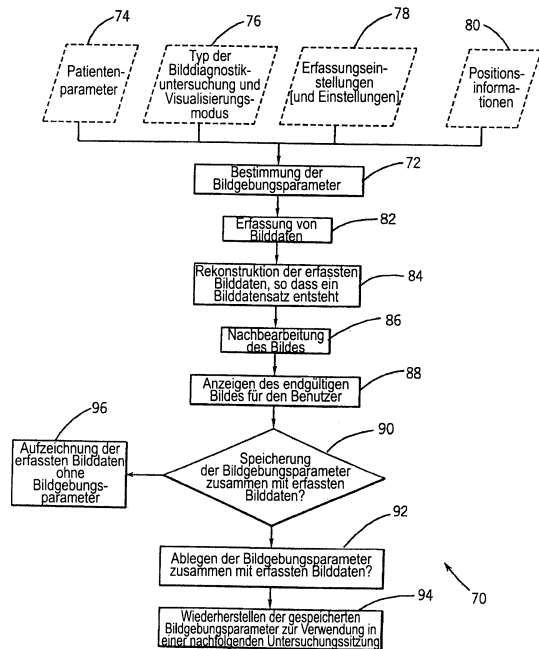 74
76
78
80
Patienten-
parameter
Typ der
Bilddiagnostik-
untersuchung und
Visualisierungs-
modus
Erfassungsein-
stellungen
[und Einstellungen]
Positions-
informa-
tionen
Bestimmung der
Bildgebungsparameter
72
Erfassung von
Bilddaten
82
Rekonstruktion der erfassten
Bilddaten, so dass ein
Bilddatensatz entsteht
84
Nachbearbeitung
des Bildes
86
Anzeigen des endgültigen
Bildes für den Benutzer
88
90
Speicherung
der Bildgebungsparameter
zusammen mit erfassten
Bilddaten?
96
Aufzeichnung der
erfassten Bilddaten
ohne
Bildgebungs-
parameter
92
Ablegen der Bildgebungsparameter
zusammen mit erfassten Bilddaten?
94
Wiederherstellen der gespeicherten
Bildgebungsparameter zur Verwendung in
einer nachfolgenden Untersuchungssitzung
70